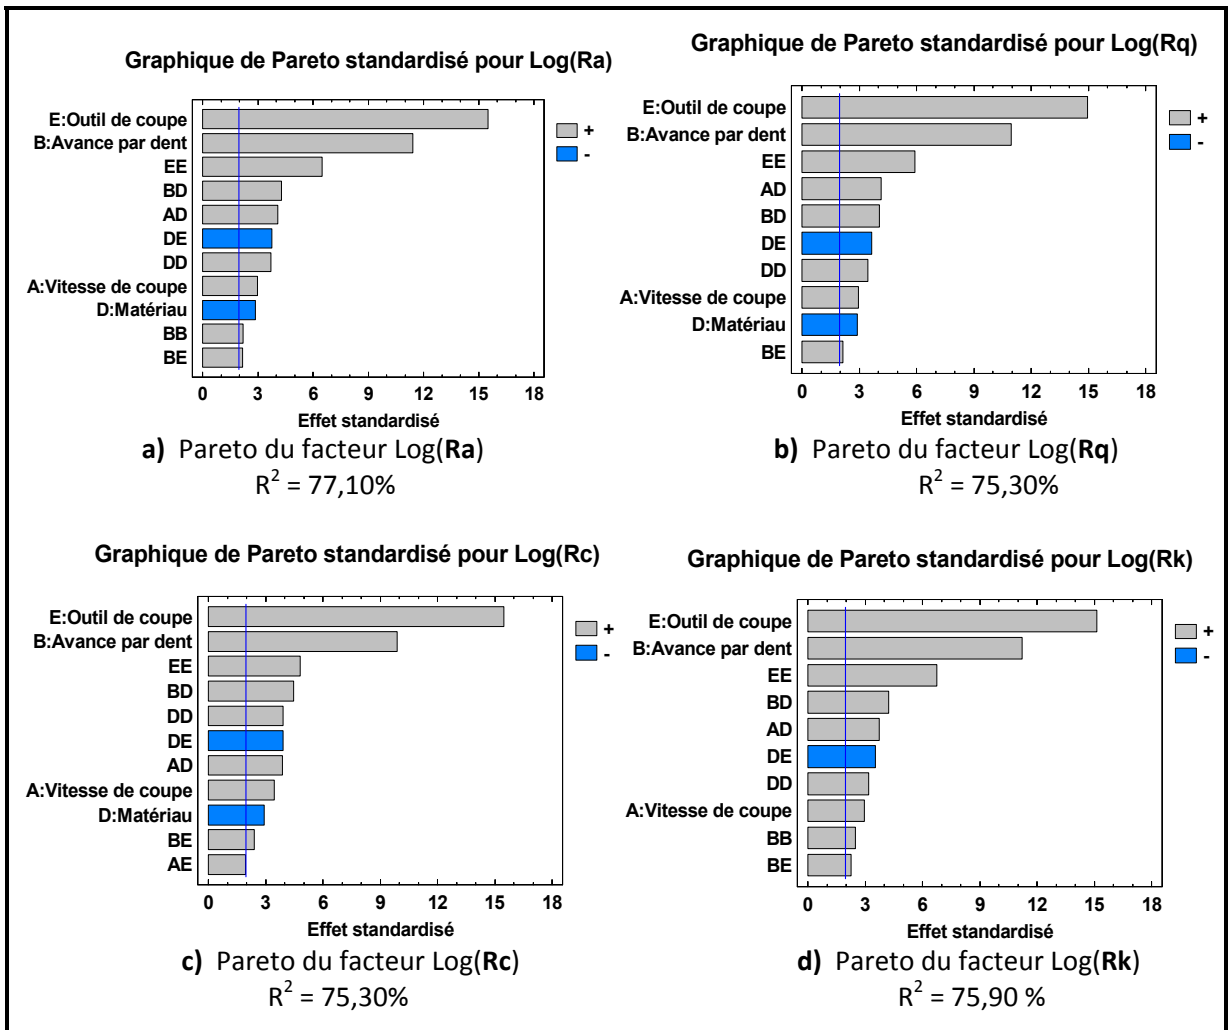 Graphique de Pareto standardisé pour Log(Ra)
E:Outil de coupe
B:Avance par dent
EE
BD
AD
DE
DD
A:Vitesse de coupe
D:Matériau
BB
BE
0 3 6 9 12 15 18
Effet standardisé
+
-
a) Pareto du facteur Log(Ra)
R² = 77,10%
Graphique de Pareto standardisé pour Log(Rq)
E:Outil de coupe
B:Avance par dent
EE
AD
BD
DE
DD
A:Vitesse de coupe
D:Matériau
BE
0 3 6 9 12 15 18
Effet standardisé
+
-
b) Pareto du facteur Log(Rq)
R² = 75,30%
Graphique de Pareto standardisé pour Log(Rc)
E:Outil de coupe
B:Avance par dent
EE
BD
DD
DE
AD
A:Vitesse de coupe
D:Matériau
BE
AE
0 3 6 9 12 15 18
Effet standardisé
+
-
c) Pareto du facteur Log(Rc)
R² = 75,30%
Graphique de Pareto standardisé pour Log(Rk)
E:Outil de coupe
B:Avance par dent
EE
BD
AD
DE
DD
A:Vitesse de coupe
BB
BE
0 3 6 9 12 15 18
Effet standardisé
+
-
d) Pareto du facteur Log(Rk)
R² = 75,90 %